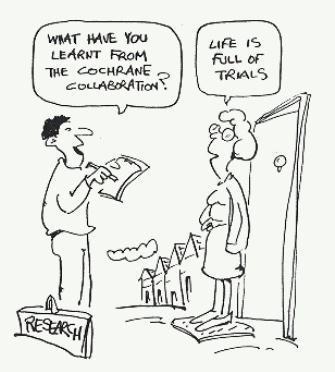 WHAT HAVE YOU
LEARNT FROM
THE COCHRANE
COLLABORATION?
LIFE IS
FULL OF
TRIALS
RESEARCH